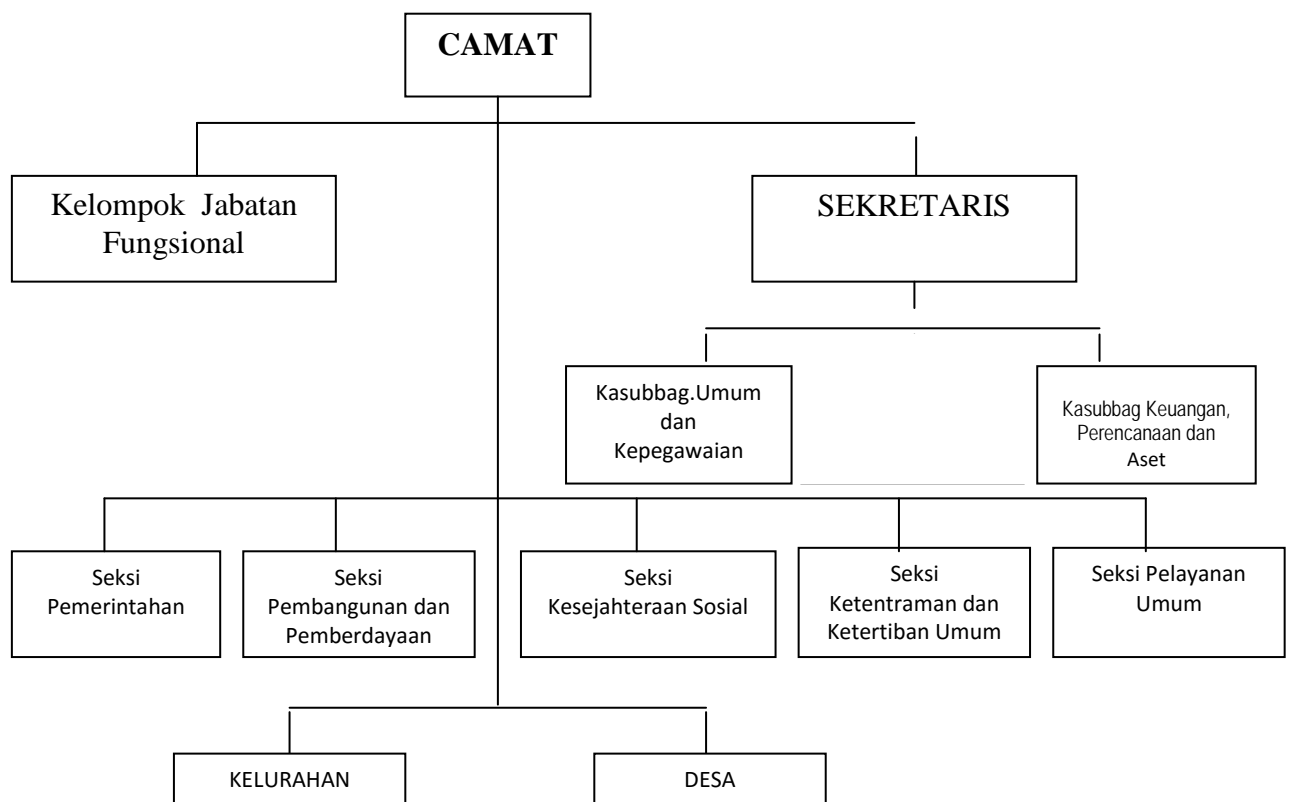 CAMAT
Kelompok Jabatan
Fungsional
SEKRETARIS
Kasubbag.Umum
dan
Kepegawaian
Kasubbag Keuangan,
Perencanaan dan
Aset
Seksi
Pemerintahan
Seksi
Pembangunan dan
Pemberdayaan
Seksi
Kesejahteraan Sosial
Seksi
Ketentraman dan
Ketertiban Umum
Seksi Pelayanan
Umum
KELURAHAN
DESA